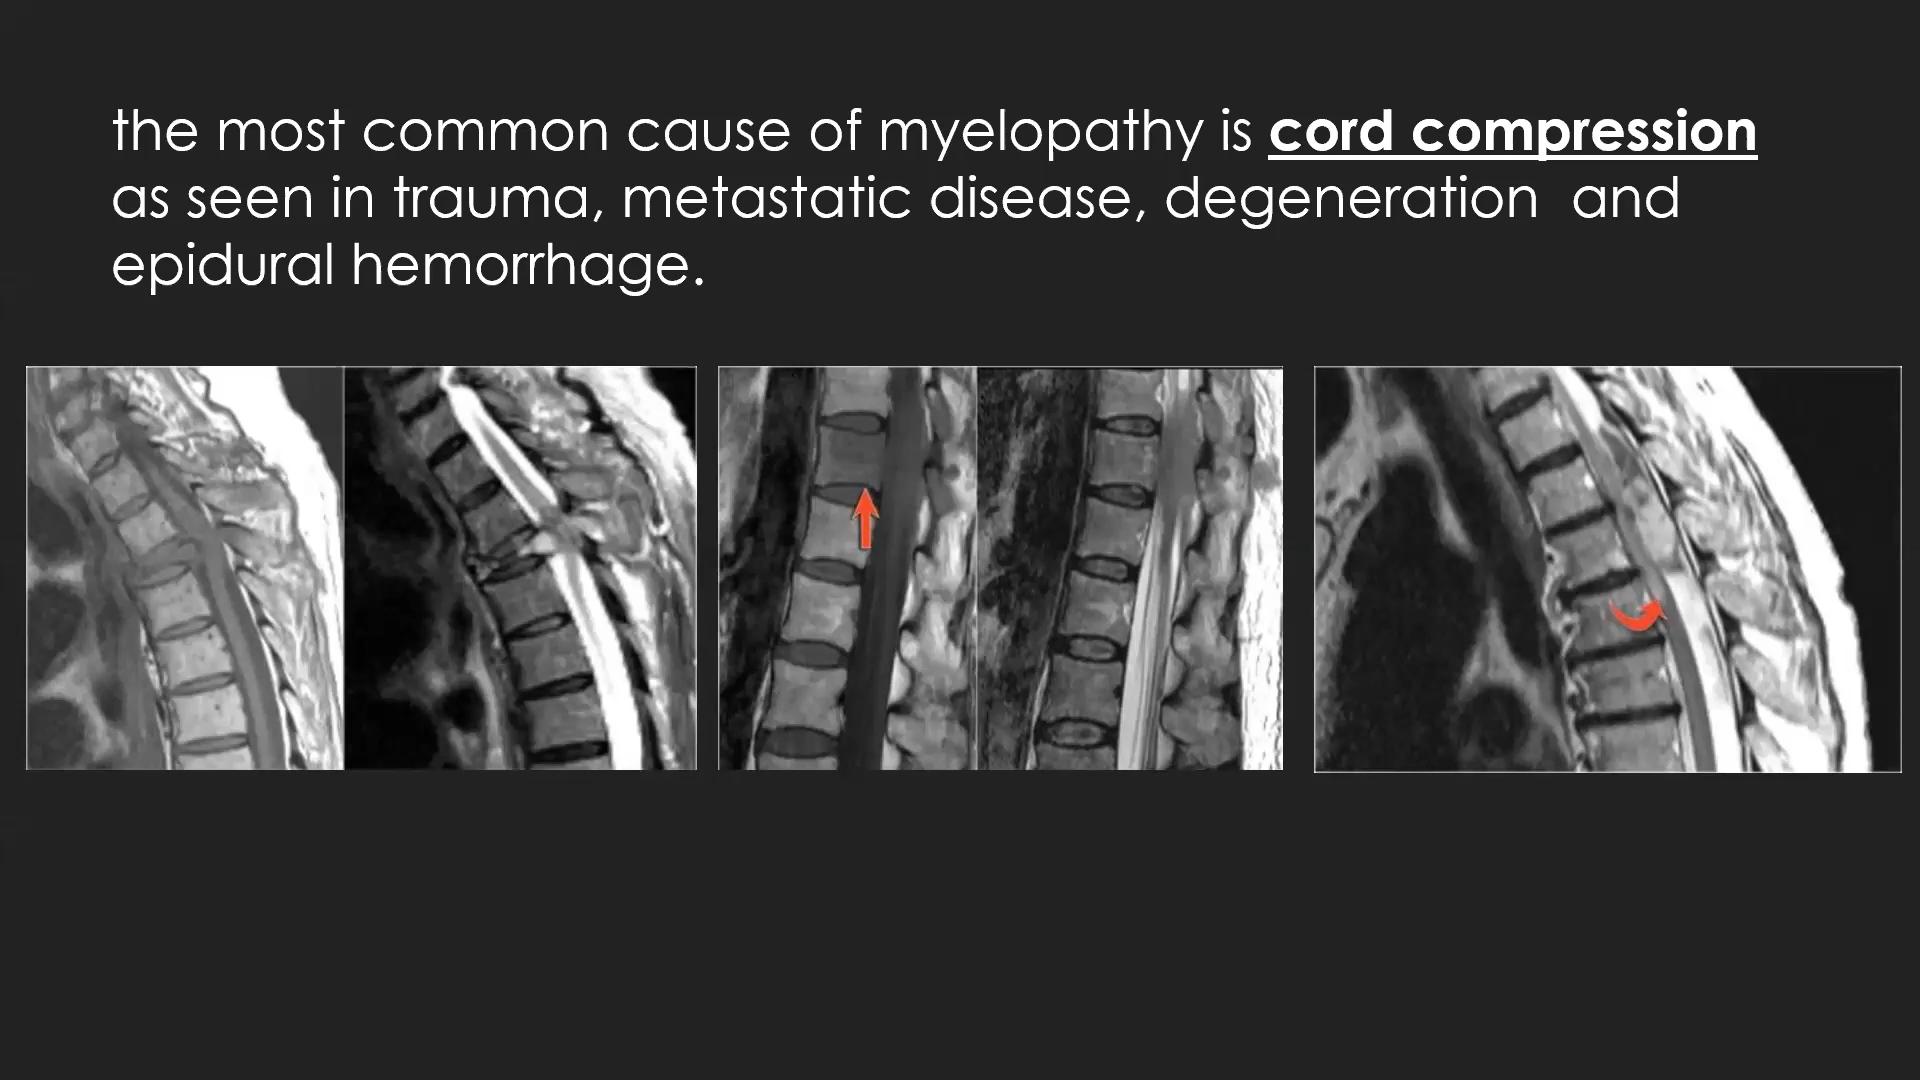 the most common cause of myelopathy is cord compression
as seen in trauma, metastatic disease, degeneration  and
epidural hemorrhage.